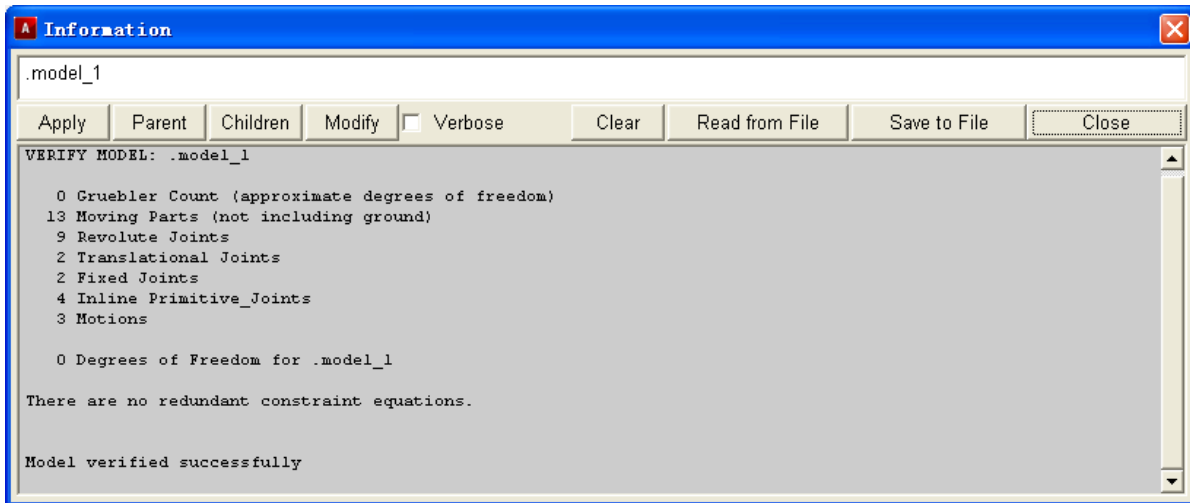 Information
.model_1
Apply Parent Children Modify Verbose Clear Read from File Save to File Close
VERIFY MODEL: .model_1
0 Gruebler Count (approximate degrees of freedom)
13 Moving Parts (not including ground)
9 Revolute Joints
2 Translational Joints
2 Fixed Joints
4 Inline Primitive_Joints
3 Motions
0 Degrees of Freedom for .model_1
There are no redundant constraint equations.
Model verified successfully